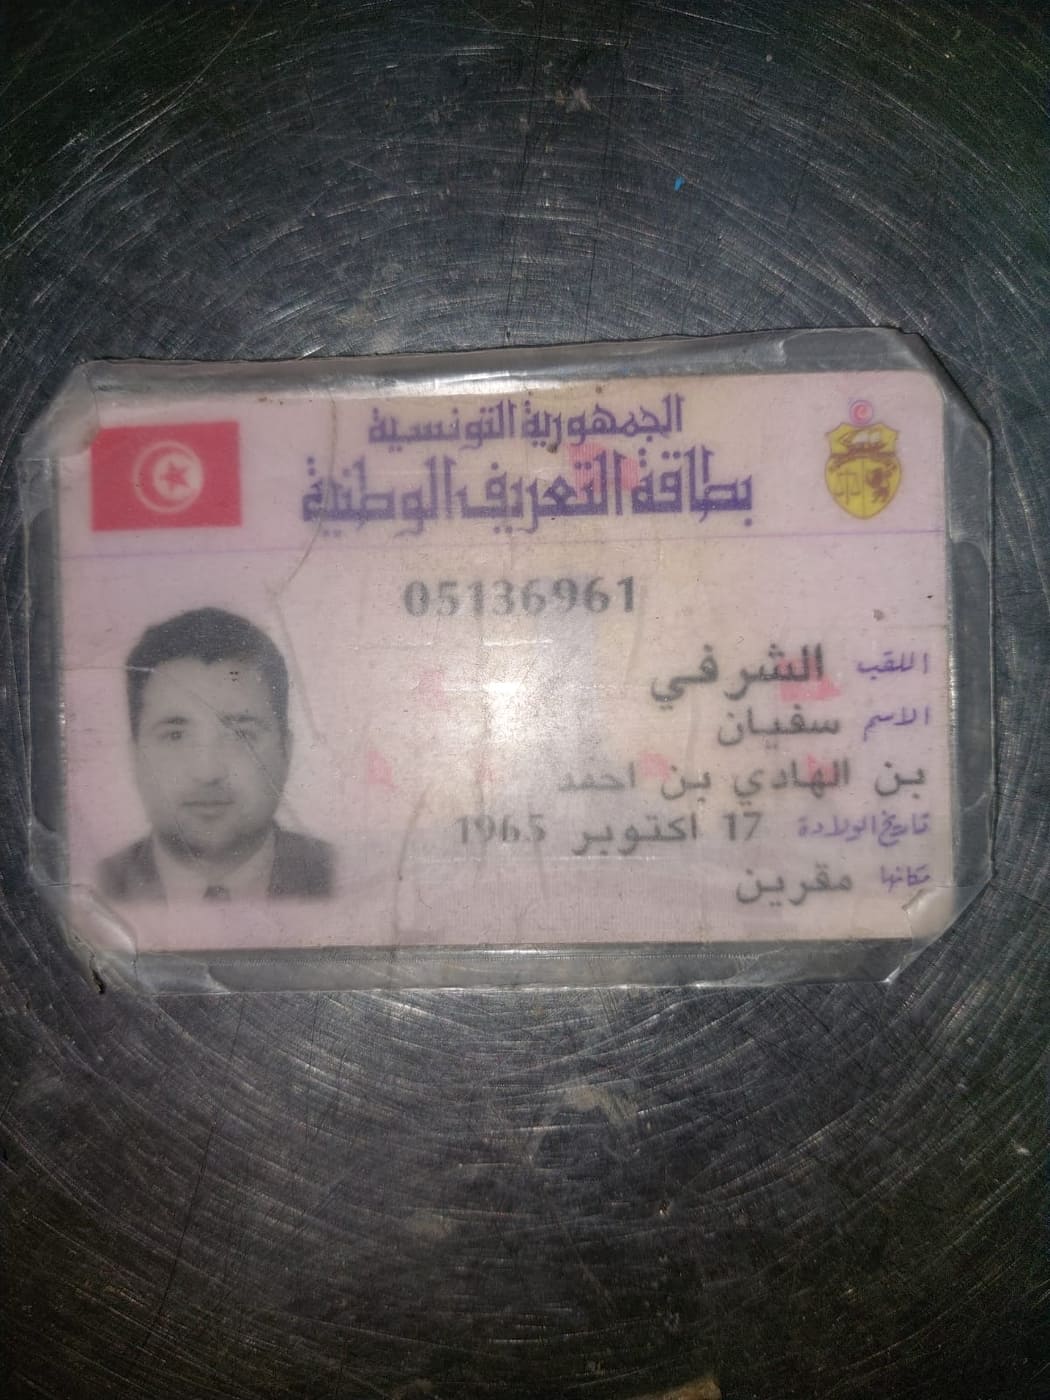 الجمهورية التونسية
بطاقة التعريف الوطنية
05136961
اللقب الشرفي
الاسم سفيان
بن الهادي بن احمد
تاريخ الولادة 17 اكتوبر 1965
مكانها مقرين